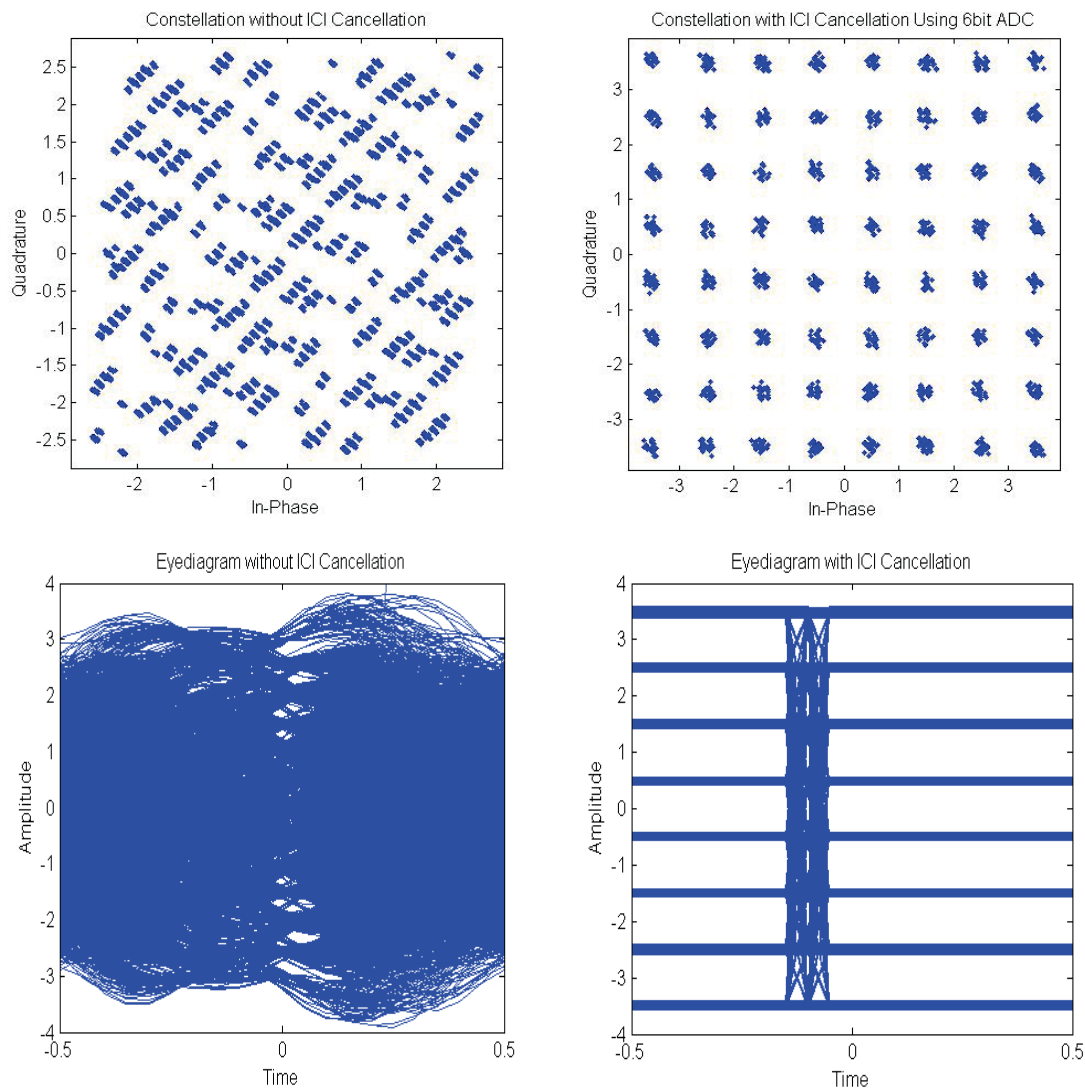 Constellation without ICI Cancellation
2.5
2
1.5
1
0.5
0
-0.5
-1
-1.5
-2
-2.5
Quadrature
-2 -1 0 1 2
In-Phase
Constellation with ICI Cancellation Using 6bit ADC
3
2
1
0
-1
-2
-3
Quadrature
-3 -2 -1 0 1 2 3
In-Phase
Eyediagram without ICI Cancellation
4
3
2
1
0
-1
-2
-3
-4
Amplitude
-0.5 0 0.5
Time
Eyediagram with ICI Cancellation
4
3
2
1
0
-1
-2
-3
-4
Amplitude
-0.5 0 0.5
Time